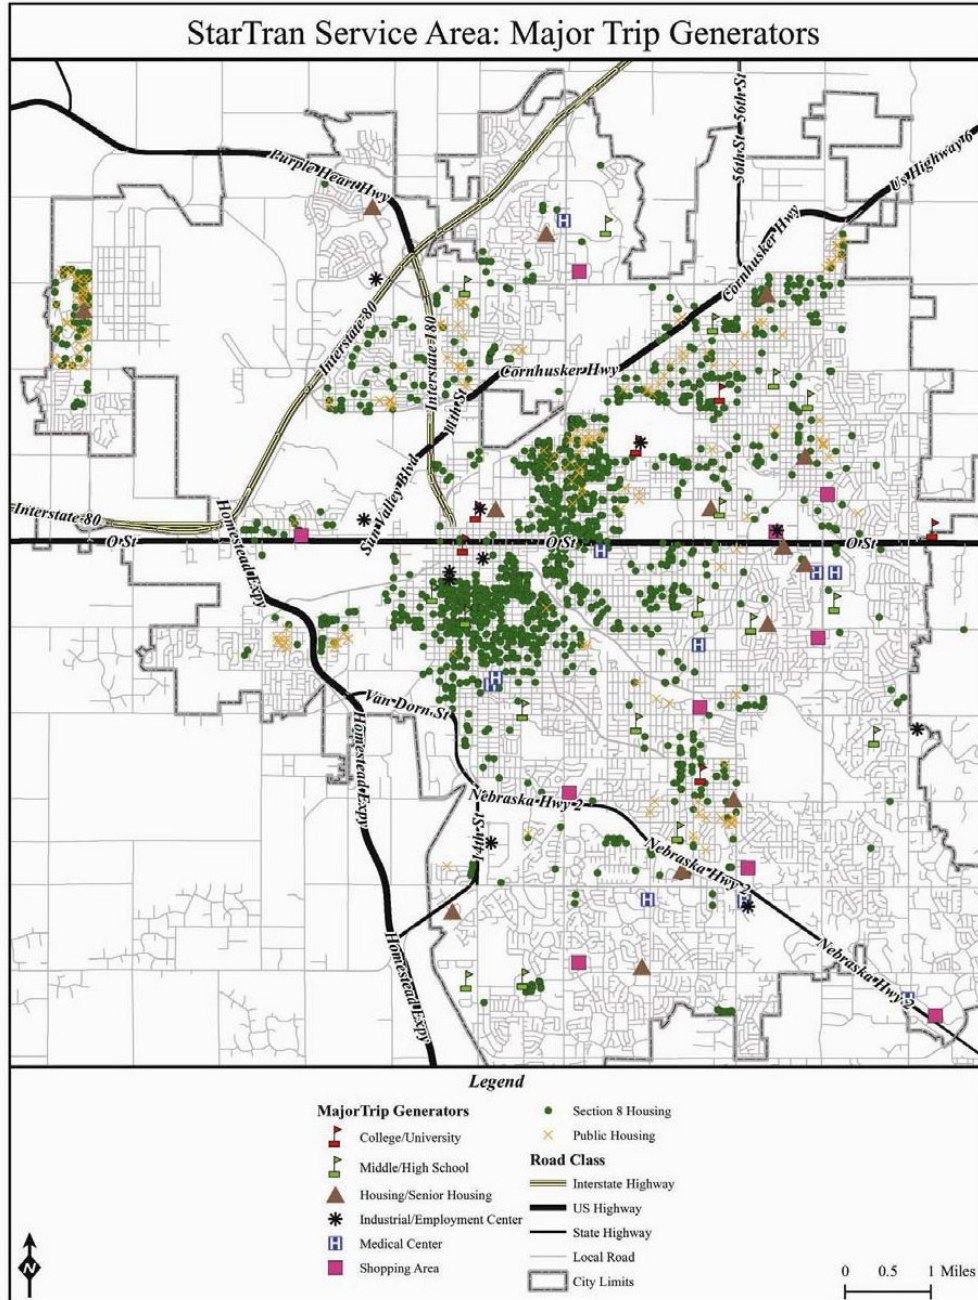 StarTran Service Area: Major Trip Generators
56th St
56th St
Us Highway 6
Purple Heart Hwy
Cornhusker Hwy
Interstate 80
Interstate 180
Cornhusker Hwy
11th St
Sun Valley Blvd
Interstate 80
Homestead Expy
O St
O St
O St
Van Dorn St
Homestead Expy
Nebraska Hwy 2
14th St
Nebraska Hwy 2
Homestead Expy
Nebraska Hwy 2
Legend
MajorTrip Generators
College/University
Middle/High School
Housing/Senior Housing
Industrial/Employment Center
Medical Center
Shopping Area
Section 8 Housing
Public Housing
Road Class
Interstate Highway
US Highway
State Highway
Local Road
City Limits
N
0 0.5 1 Miles